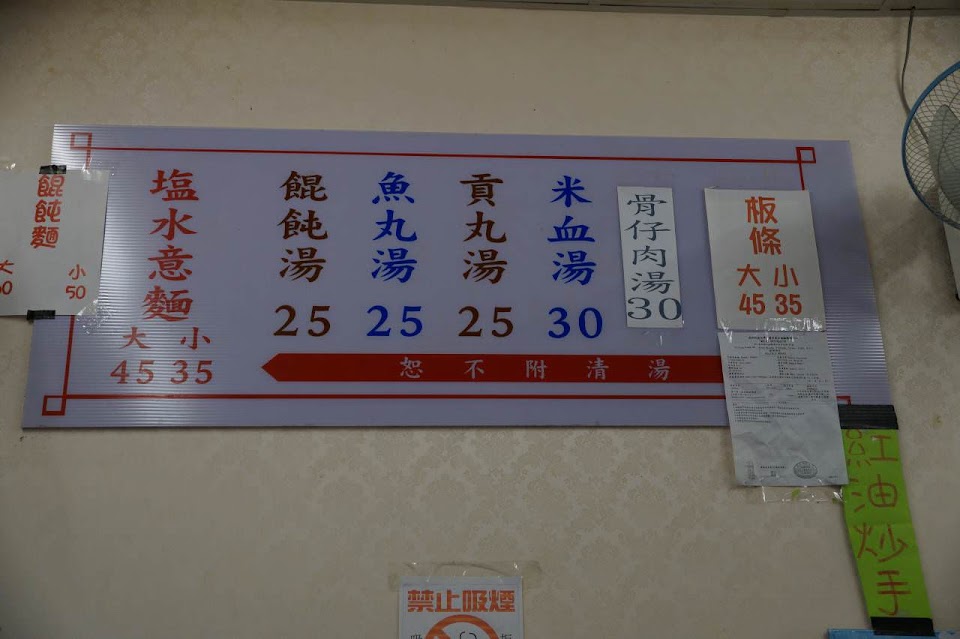 餛飩麵
大 小
60 50
塩水意麵
大 小
45 35
餛飩湯
25
魚丸湯
25
貢丸湯
25
米血湯
30
骨仔肉湯
30
恕不附清湯
板條
大 小
45 35
紅油炒手
禁止吸煙